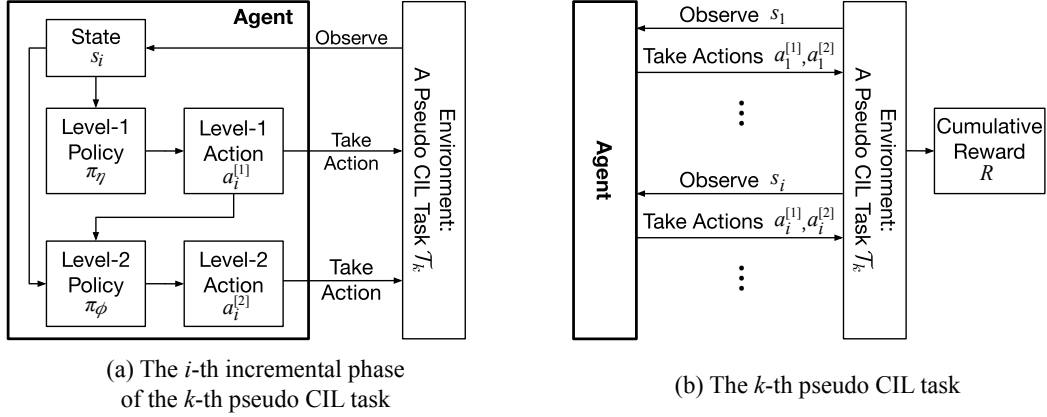 Agent
State
s_i
Observe
Level-1
Policy
π_η
Level-1
Action
a_i^[1]
Take
Action
Level-2
Policy
π_ϕ
Level-2
Action
a_i^[2]
Take
Action
Environment:
A Pseudo CIL Task 𝒯_k
(a) The i-th incremental phase
of the k-th pseudo CIL task
Agent
Observe s_1
Take Actions a_1^[1],a_1^[2]
⋮
Observe s_i
Take Actions a_i^[1],a_i^[2]
⋮
Environment:
A Pseudo CIL Task 𝒯_k
Cumulative
Reward
R
(b) The k-th pseudo CIL task